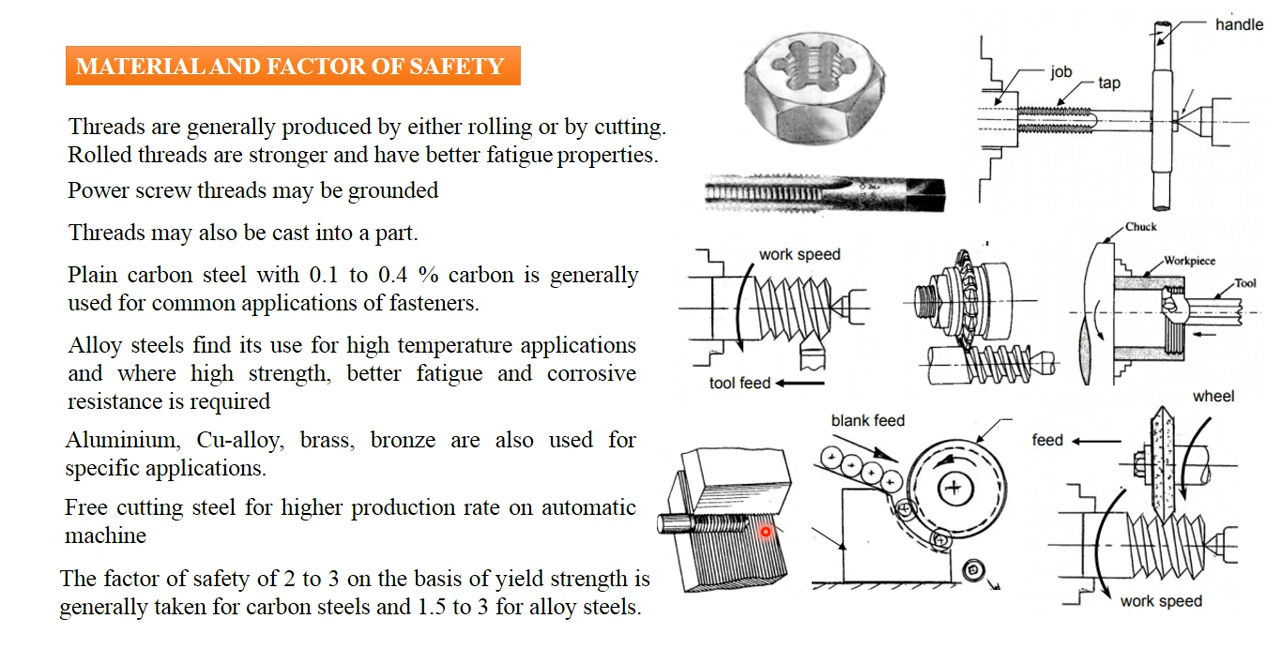 MATERIAL AND FACTOR OF SAFETY
Threads are generally produced by either rolling or by cutting.
Rolled threads are stronger and have better fatigue properties.
Power screw threads may be grounded
Threads may also be cast into a part.
Plain carbon steel with 0.1 to 0.4 % carbon is generally
used for common applications of fasteners.
Alloy steels find its use for high temperature applications
and where high strength, better fatigue and corrosive
resistance is required
Aluminium, Cu-alloy, brass, bronze are also used for
specific applications.
Free cutting steel for higher production rate on automatic
machine
The factor of safety of 2 to 3 on the basis of yield strength is
generally taken for carbon steels and 1.5 to 3 for alloy steels.
handle
job
tap
work speed
tool feed
Chuck
Workpiece
Tool
blank feed
wheel
feed
work speed